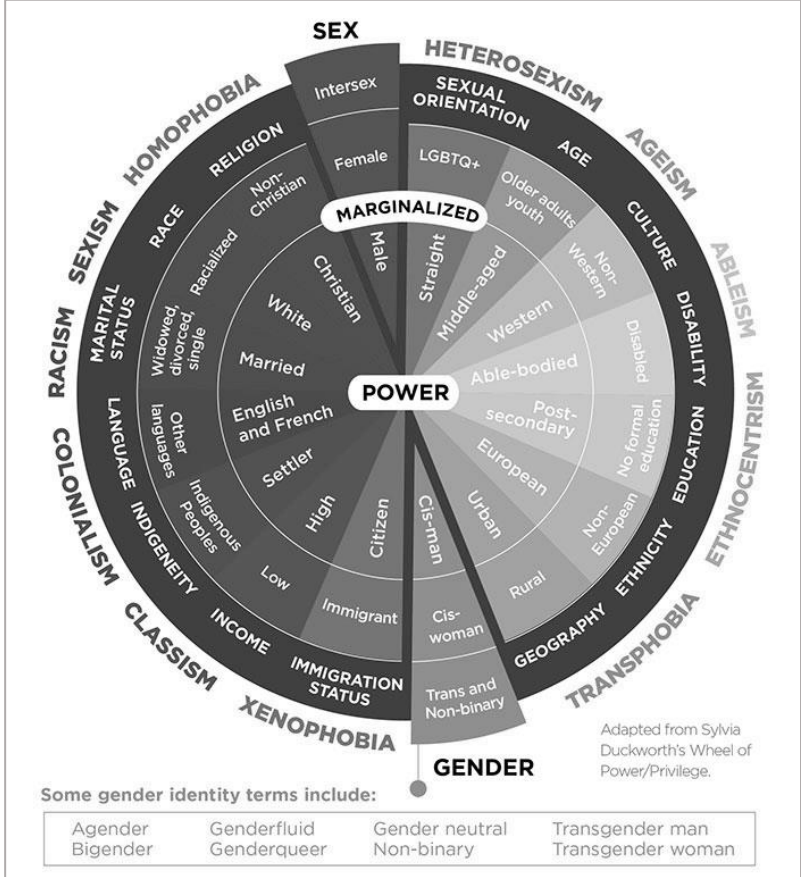 SEX
Intersex
Female
Male
HETEROSEXISM
AGEISM
ABLEISM
ETHNOCENTRISM
TRANSPHOBIA
XENOPHOBIA
CLASSISM
COLONIALISM
RACISM
SEXISM
HOMOPHOBIA
SEXUAL
ORIENTATION
LGBTQ+
Straight
AGE
Older adults
youth
Middle-aged
CULTURE
Non-
Western
Western
DISABILITY
Disabled
Able-bodied
EDUCATION
No formal
education
Post-
secondary
ETHNICITY
Non-
European
European
GEOGRAPHY
Rural
Urban
Cis-man
Cis-
woman
Trans and
Non-binary
GENDER
IMMIGRATION
STATUS
Immigrant
Citizen
INCOME
Low
High
INDIGENEITY
Indigenous
Peoples
Settler
LANGUAGE
Other
languages
English
and French
MARITAL
STATUS
Widowed,
divorced,
single
Married
RACE
Racialized
White
RELIGION
Non-
Christian
Christian
MARGINALIZED
POWER
Adapted from Sylvia
Duckworth's Wheel of
Power/Privilege.
Some gender identity terms include:
Agender Genderfluid Gender neutral Transgender man
Bigender Genderqueer Non-binary Transgender woman